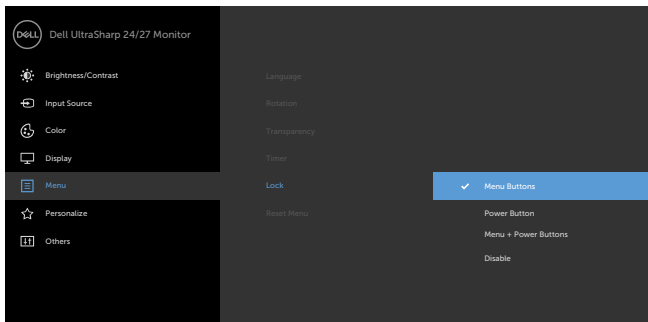 DELL Dell UltraSharp 24/27 Monitor
Brightness/Contrast
Language
Input Source
Rotation
Color
Transparency
Display
Timer
Menu
Lock
Menu Buttons
Personalize
Reset Menu
Power Button
Menu + Power Buttons
Others
Disable